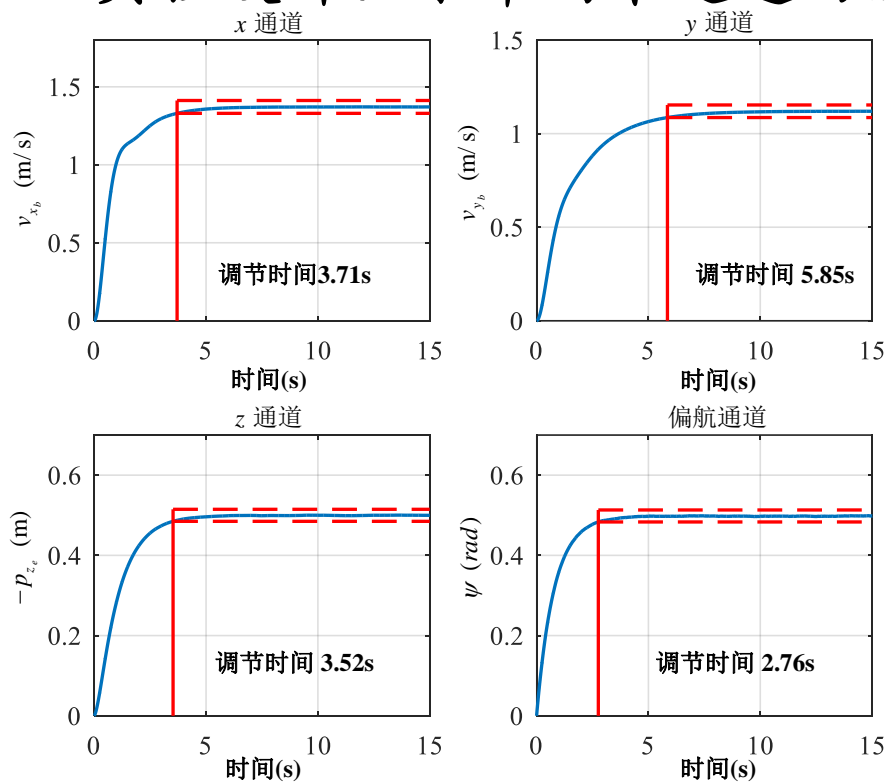 x 通道
y 通道
1.5
1
0.5
0
v_{x_b} (m/s)
调节时间3.71s
0 5 10 15
时间(s)
1.5
1
0.5
0
v_{y_b} (m/s)
调节时间 5.85s
0 5 10 15
时间(s)
z 通道
偏航通道
0.6
0.4
0.2
0
-p_{z_e} (m)
调节时间 3.52s
0 5 10 15
时间(s)
0.6
0.4
0.2
0
ψ (rad)
调节时间 2.76s
0 5 10 15
时间(s)